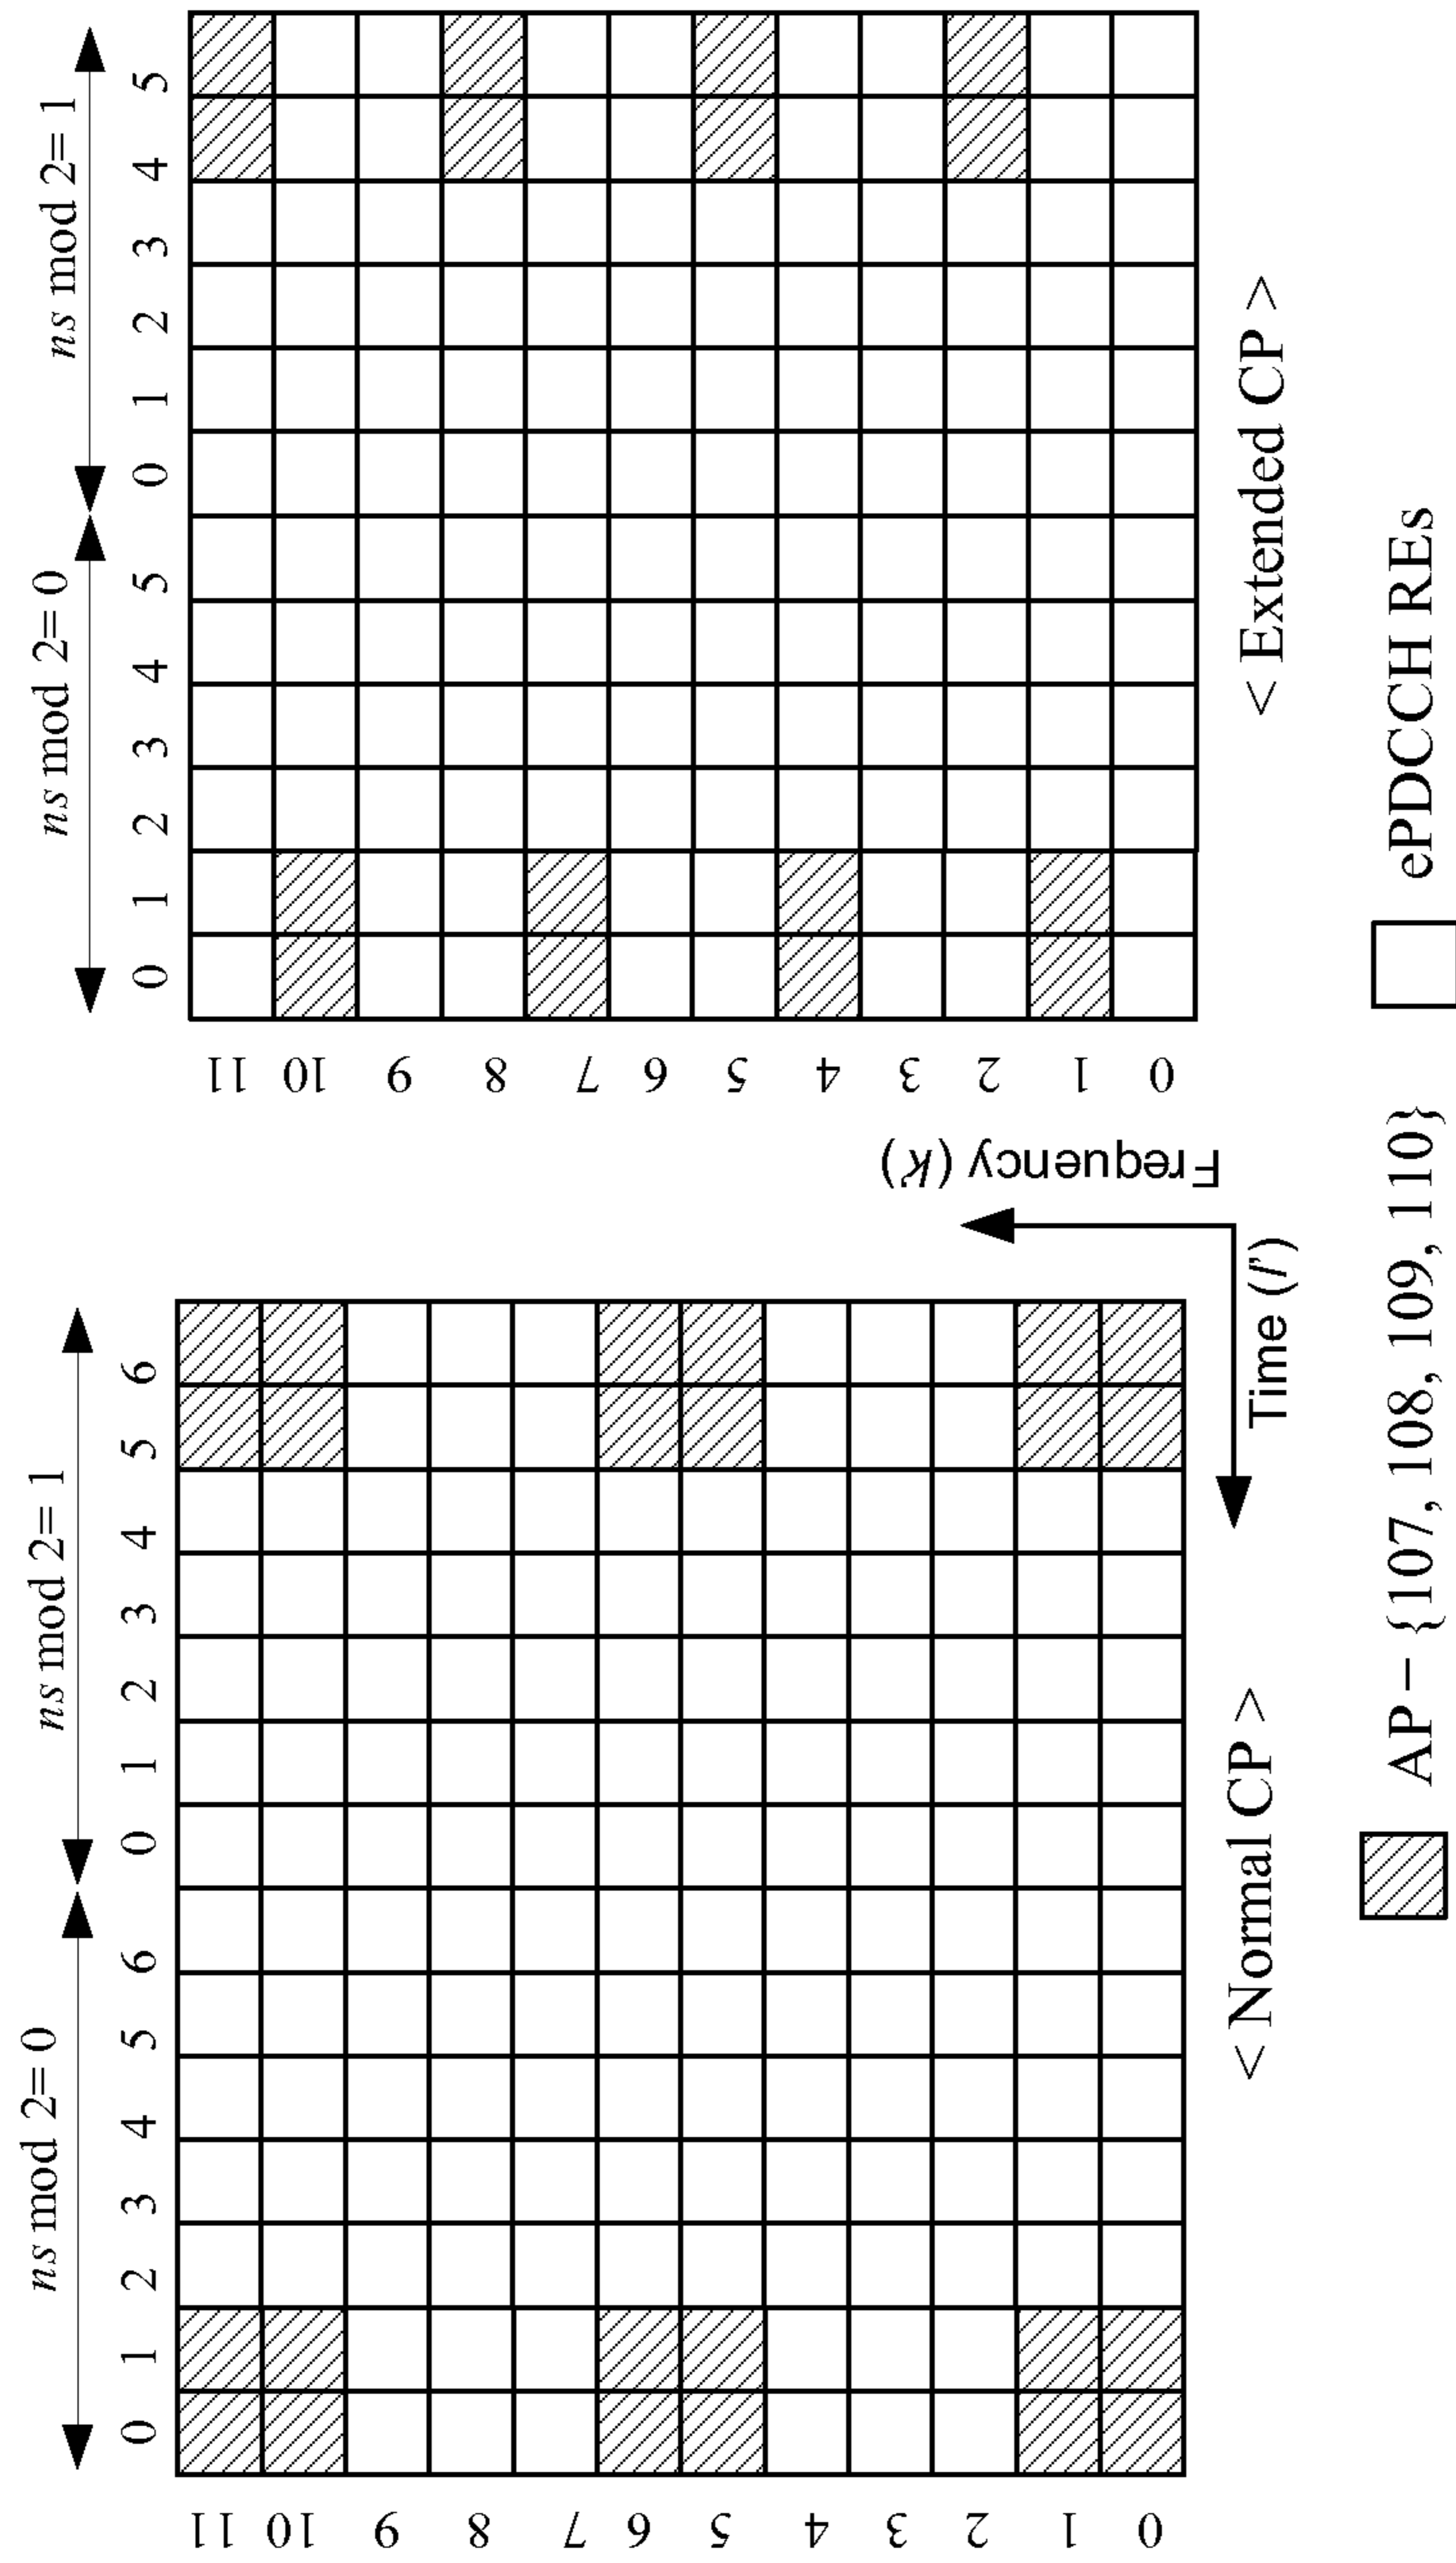 ns mod 2= 0
ns mod 2= 1
0 1 2 3 4 5 6 0 1 2 3 4 5 6
11
10
9
8
7
6
5
4
3
2
1
0
< Normal CP >
Frequency (k')
Time (l')
ns mod 2= 0
ns mod 2= 1
0 1 2 3 4 5 0 1 2 3 4 5
11
10
9
8
7
6
5
4
3
2
1
0
< Extended CP >
AP – {107, 108, 109, 110}
ePDCCH REs